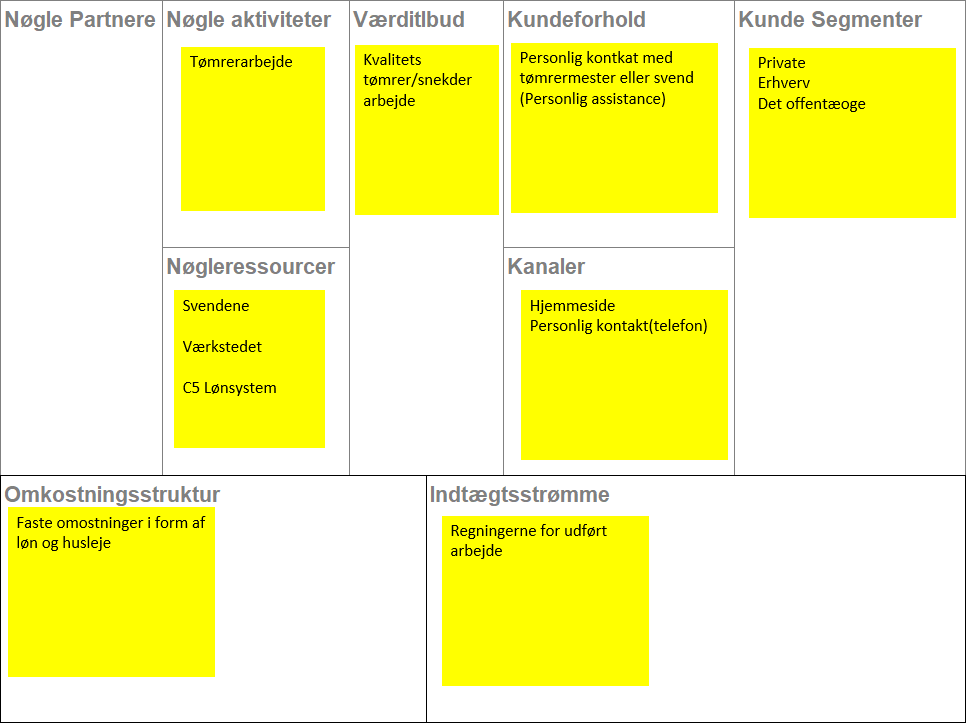 Nøgle Partnere
Nøgle aktiviteter
Tømrerarbejde
Værditlbud
Kvalitets
tømrer/snekder
arbejde
Kundeforhold
Personlig kontkat med
tømrermester eller svend
(Personlig assistance)
Kunde Segmenter
Private
Erhverv
Det offentæoge
Nøgleressourcer
Svendene
Værkstedet
C5 Lønsystem
Kanaler
Hjemmeside
Personlig kontakt(telefon)
Omkostningsstruktur
Faste omostninger i form af
løn og husleje
Indtægtsstrømme
Regningerne for udført
arbejde